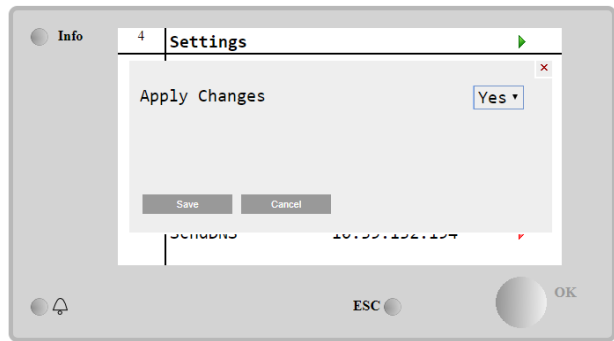 Info
4 Settings
×
Apply Changes Yes
Save Cancel
ESC OK